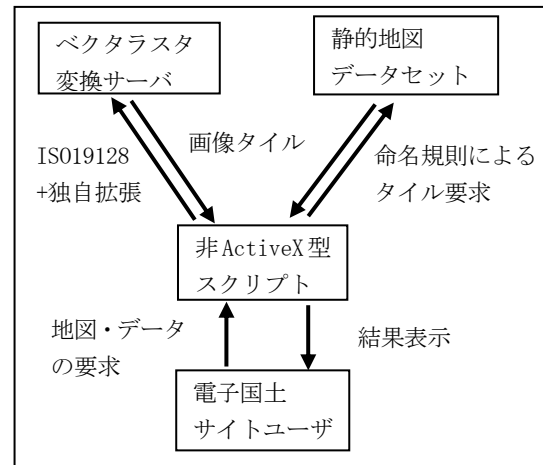 ベクタラスタ
変換サーバ
静的地図
データセット
ISO19128
+独自拡張
画像タイル
命名規則による
タイル要求
非ActiveX型
スクリプト
地図・データ
の要求
結果表示
電子国土
サイトユーザ